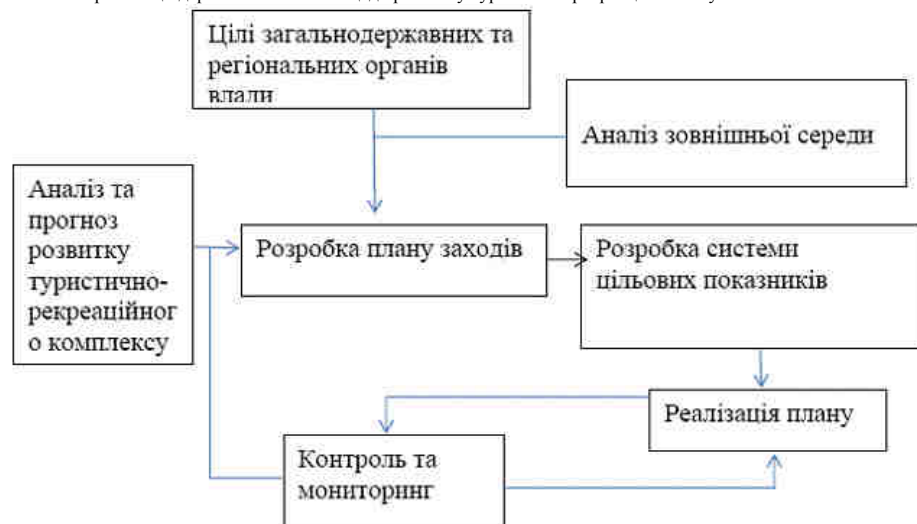 Цілі загальнодержавних та
регіональних органів
влади
Аналіз зовнішньої середи
Аналіз та
прогноз
розвитку
туристично-
рекреаційног
о комплексу
Розробка плану заходів
Розробка системи
цільових показників
Реалізація плану
Контроль та
мониторинг